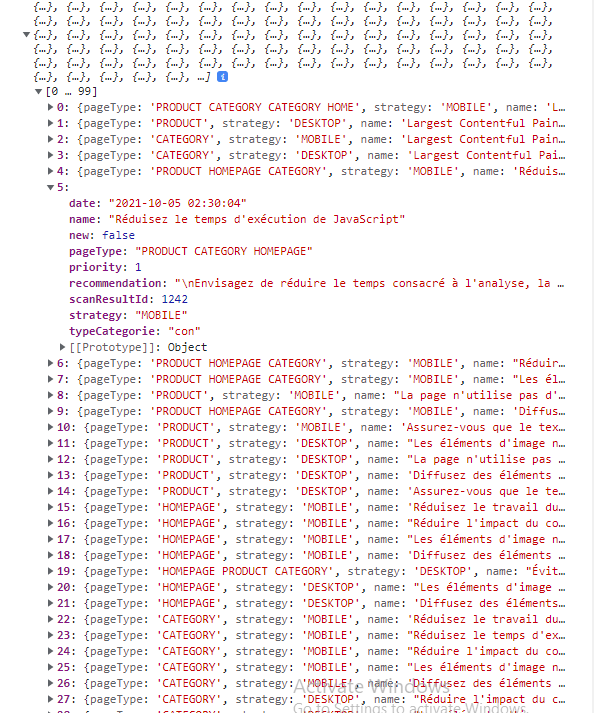 {…}, {…}, {…}, {…}, {…}, {…}, {…}, {…}, {…}, {…}, {…}, {…}, {…}, {…}, {…}, {…},
{…}, {…}, {…}, {…}, {…}, {…}, {…}, {…}, {…}, {…}, {…}, {…}, {…}, {…}, {…}, {…},
{…}, {…}, {…}, {…}, {…}, {…}, {…}, {…}, {…}, {…}, {…}, {…}, {…}, {…}, {…}, {…},
{…}, {…}, {…}, {…}, {…}, {…}, {…}, {…}, {…}, {…}, {…}, {…}, {…}, {…}, {…}, {…},
{…}, {…}, {…}, {…}, {…}, {…}, {…}, {…}, {…}, {…}, {…}, {…}, {…}, {…}, {…}, {…},
{…}, {…}, {…}, {…}, {…}, …] i
▼[0 … 99]
▶ 0: {pageType: 'PRODUCT CATEGORY CATEGORY HOME', strategy: 'MOBILE', name: 'L…
▶ 1: {pageType: 'PRODUCT', strategy: 'DESKTOP', name: 'Largest Contentful Pain…
▶ 2: {pageType: 'CATEGORY', strategy: 'MOBILE', name: 'Largest Contentful Pain…
▶ 3: {pageType: 'CATEGORY', strategy: 'DESKTOP', name: 'Largest Contentful Pai…
▶ 4: {pageType: 'PRODUCT HOMEPAGE CATEGORY', strategy: 'MOBILE', name: 'Réduis…
▼ 5:
date: "2021-10-05 02:30:04"
name: "Réduisez le temps d'exécution de JavaScript"
new: false
pageType: "PRODUCT CATEGORY HOMEPAGE"
priority: 1
recommendation: "\nEnvisagez de réduire le temps consacré à l'analyse, la …
scanResultId: 1242
strategy: "MOBILE"
typeCategorie: "con"
▶ [[Prototype]]: Object
▶ 6: {pageType: 'PRODUCT HOMEPAGE CATEGORY', strategy: 'MOBILE', name: "Réduir…
▶ 7: {pageType: 'PRODUCT HOMEPAGE CATEGORY', strategy: 'MOBILE', name: "Les él…
▶ 8: {pageType: 'PRODUCT', strategy: 'MOBILE', name: "La page n'utilise pas d'…
▶ 9: {pageType: 'PRODUCT HOMEPAGE CATEGORY', strategy: 'MOBILE', name: 'Diffus…
▶ 10: {pageType: 'PRODUCT', strategy: 'MOBILE', name: 'Assurez-vous que le tex…
▶ 11: {pageType: 'PRODUCT', strategy: 'DESKTOP', name: "Les éléments d'image n…
▶ 12: {pageType: 'PRODUCT', strategy: 'DESKTOP', name: "La page n'utilise pas …
▶ 13: {pageType: 'PRODUCT', strategy: 'DESKTOP', name: 'Diffusez des éléments …
▶ 14: {pageType: 'PRODUCT', strategy: 'DESKTOP', name: 'Assurez-vous que le te…
▶ 15: {pageType: 'HOMEPAGE', strategy: 'MOBILE', name: 'Réduisez le travail du…
▶ 16: {pageType: 'HOMEPAGE', strategy: 'MOBILE', name: "Réduire l'impact du co…
▶ 17: {pageType: 'HOMEPAGE', strategy: 'MOBILE', name: "Les éléments d'image n…
▶ 18: {pageType: 'HOMEPAGE', strategy: 'MOBILE', name: 'Diffusez des éléments …
▶ 19: {pageType: 'HOMEPAGE PRODUCT CATEGORY', strategy: 'DESKTOP', name: "Évit…
▶ 20: {pageType: 'HOMEPAGE', strategy: 'DESKTOP', name: "Les éléments d'image …
▶ 21: {pageType: 'HOMEPAGE', strategy: 'DESKTOP', name: 'Diffusez des éléments…
▶ 22: {pageType: 'CATEGORY', strategy: 'MOBILE', name: 'Réduisez le travail du…
▶ 23: {pageType: 'CATEGORY', strategy: 'MOBILE', name: "Réduisez le temps d'ex…
▶ 24: {pageType: 'CATEGORY', strategy: 'MOBILE', name: "Réduire l'impact du co…
▶ 25: {pageType: 'CATEGORY', strategy: 'MOBILE', name: "Les éléments d'image n…
▶ 26: {pageType: 'CATEGORY', strategy: 'MOBILE', name: 'Diffusez des éléments …
▶ 27: {pageType: 'CATEGORY', strategy: 'DESKTOP', name: "Réduire l'impact du c…
Activate Windows
Go to Settings to activate Windows.